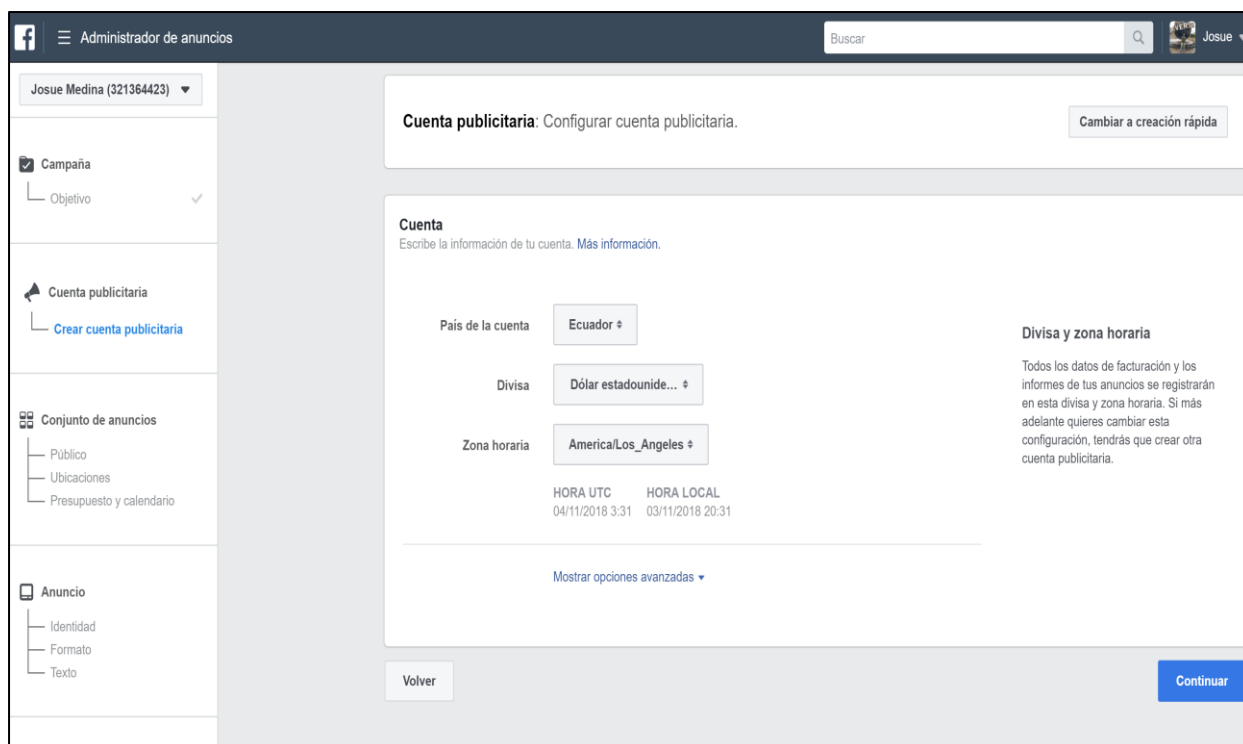 f
Administrador de anuncios
Buscar
Josue
Josue Medina (321364423)
Cuenta publicitaria: Configurar cuenta publicitaria.
Cambiar a creación rápida
Campaña
Objetivo
Cuenta publicitaria
Crear cuenta publicitaria
Conjunto de anuncios
Público
Ubicaciones
Presupuesto y calendario
Anuncio
Identidad
Formato
Texto
Cuenta
Escribe la información de tu cuenta. Más información.
País de la cuenta Ecuador
Divisa Dólar estadounide...
Zona horaria America/Los_Angeles
HORA UTC HORA LOCAL
04/11/2018 3:31 03/11/2018 20:31
Mostrar opciones avanzadas
Divisa y zona horaria
Todos los datos de facturación y los
informes de tus anuncios se registrarán
en esta divisa y zona horaria. Si más
adelante quieres cambiar esta
configuración, tendrás que crear otra
cuenta publicitaria.
Volver
Continuar